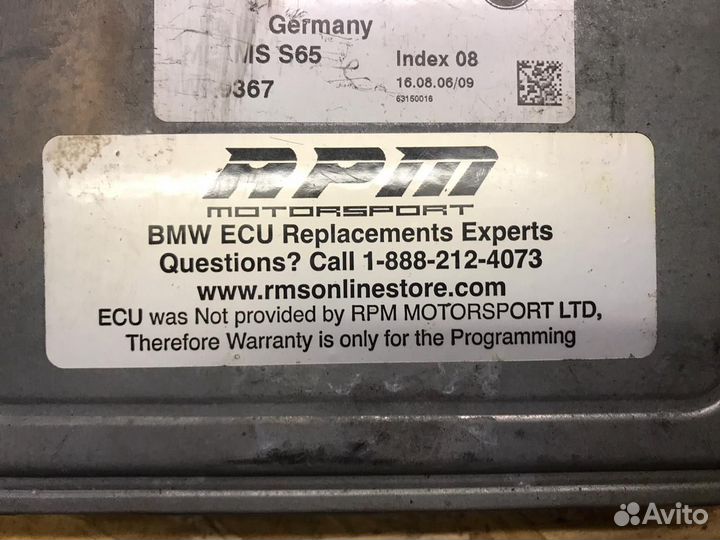 Germany
S65
Index 08
16.08.06/09
9367
63150016
RPM
MOTORSPORT
BMW ECU Replacements Experts
Questions? Call 1-888-212-4073
www.rmsonlinestore.com
ECU was Not provided by RPM MOTORSPORT LTD,
Therefore Warranty is only for the Programming
Avito